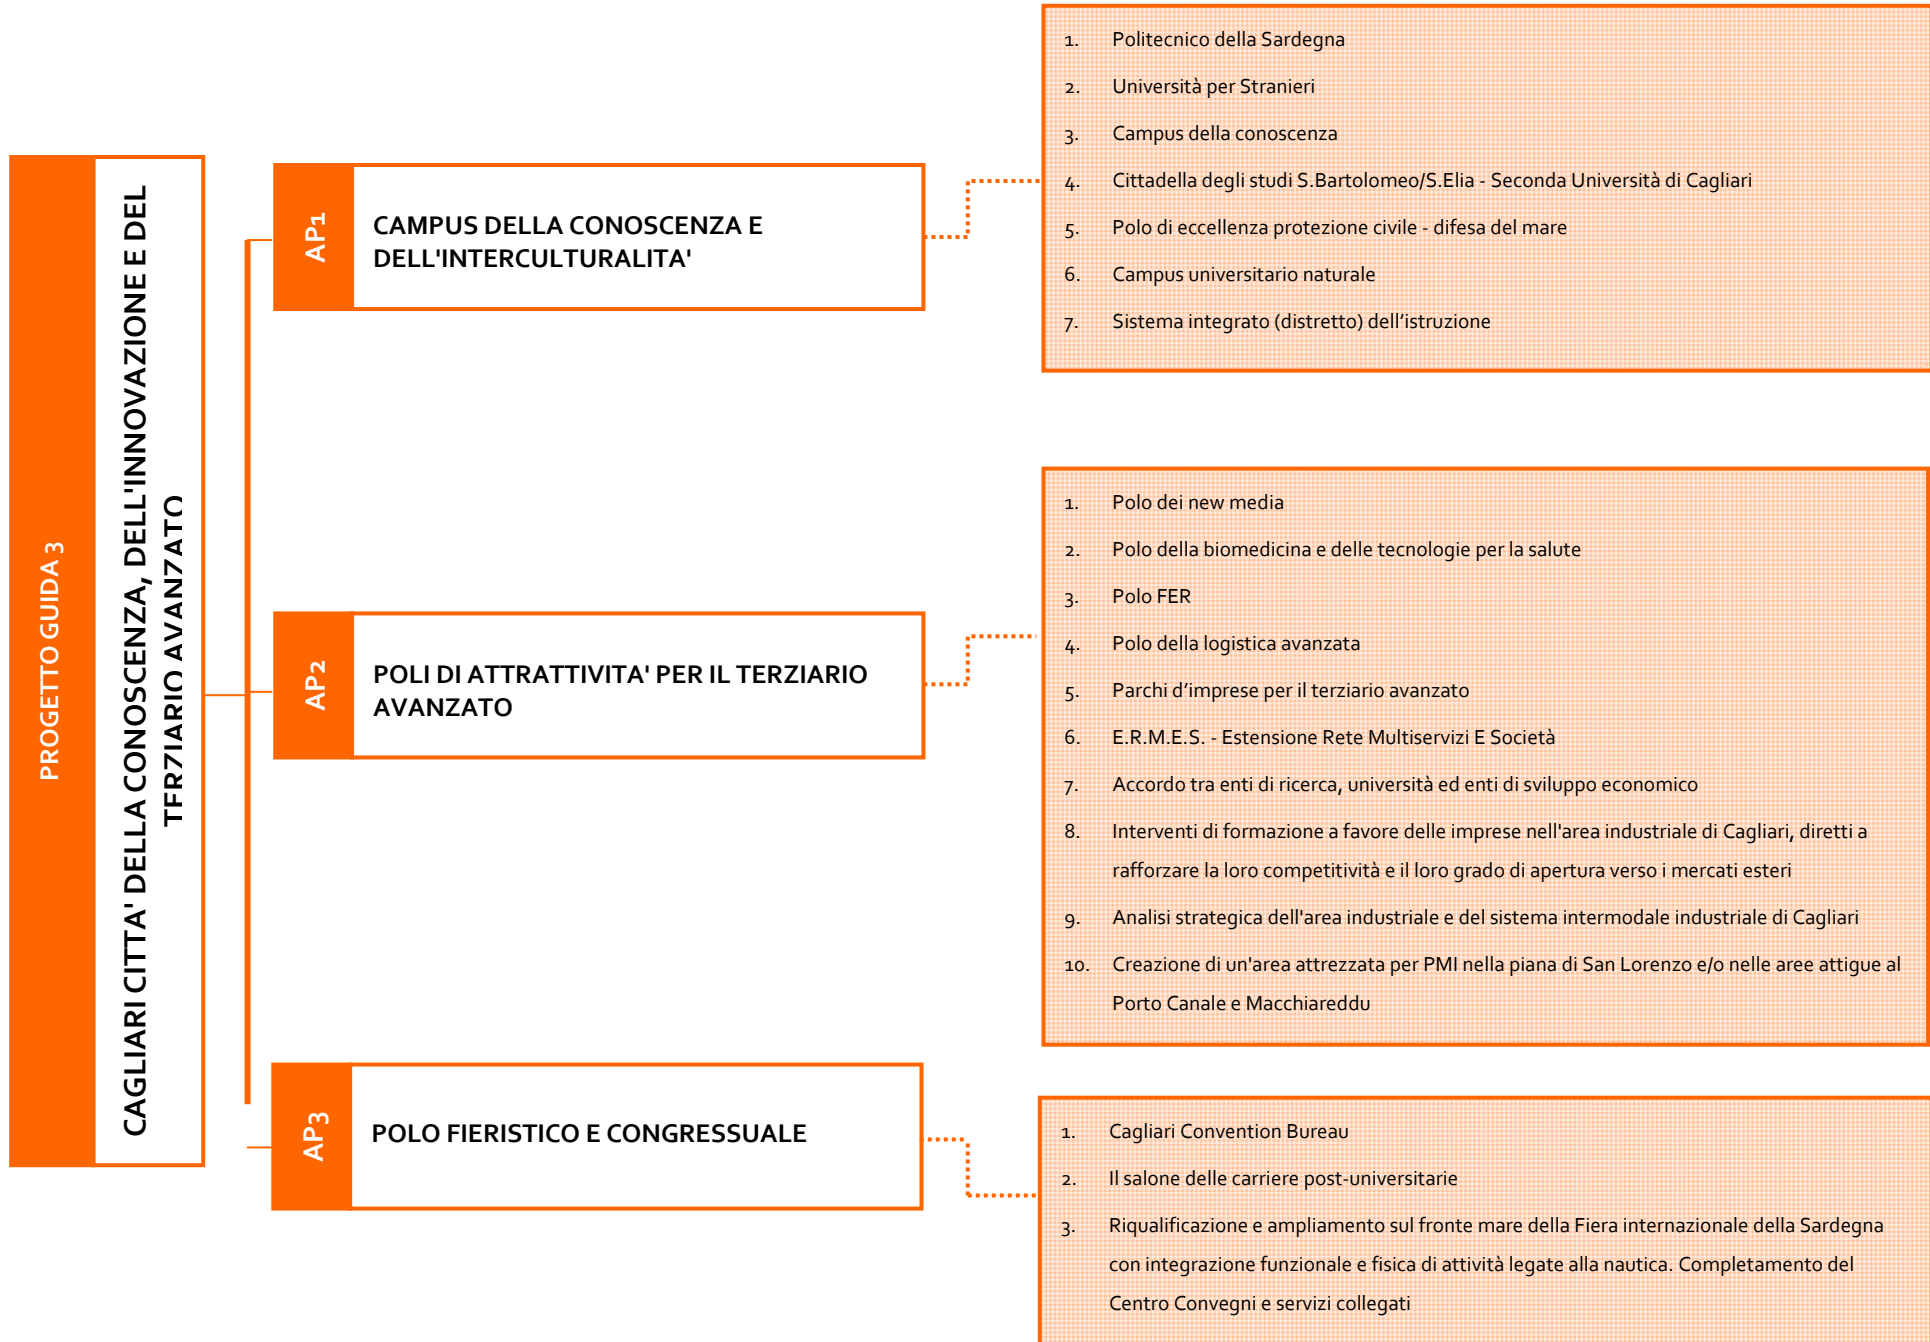 PROGETTO GUIDA 3
CAGLIARI CITTA' DELLA CONOSCENZA, DELL'INNOVAZIONE E DEL
TERZIARIO AVANZATO
AP1
CAMPUS DELLA CONOSCENZA E
DELL'INTERCULTURALITA'
1. Politecnico della Sardegna
2. Università per Stranieri
3. Campus della conoscenza
4. Cittadella degli studi S.Bartolomeo/S.Elia - Seconda Università di Cagliari
5. Polo di eccellenza protezione civile - difesa del mare
6. Campus universitario naturale
7. Sistema integrato (distretto) dell’istruzione
AP2
POLI DI ATTRATTIVITA' PER IL TERZIARIO
AVANZATO
1. Polo dei new media
2. Polo della biomedicina e delle tecnologie per la salute
3. Polo FER
4. Polo della logistica avanzata
5. Parchi d’imprese per il terziario avanzato
6. E.R.M.E.S. - Estensione Rete Multiservizi E Società
7. Accordo tra enti di ricerca, università ed enti di sviluppo economico
8. Interventi di formazione a favore delle imprese nell'area industriale di Cagliari, diretti a
rafforzare la loro competitività e il loro grado di apertura verso i mercati esteri
9. Analisi strategica dell'area industriale e del sistema intermodale industriale di Cagliari
10. Creazione di un'area attrezzata per PMI nella piana di San Lorenzo e/o nelle aree attigue al
Porto Canale e Macchiareddu
AP3
POLO FIERISTICO E CONGRESSUALE
1. Cagliari Convention Bureau
2. Il salone delle carriere post-universitarie
3. Riqualificazione e ampliamento sul fronte mare della Fiera internazionale della Sardegna
con integrazione funzionale e fisica di attività legate alla nautica. Completamento del
Centro Convegni e servizi collegati